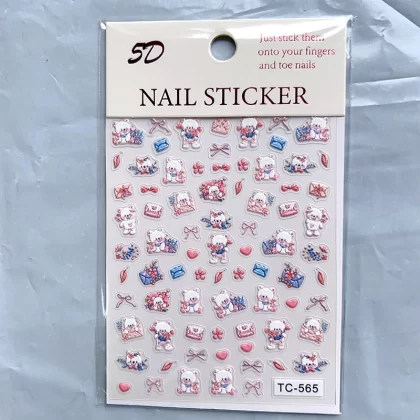 5D
Just stick them
onto your fingers
and toe nails
NAIL STICKER
TC-565